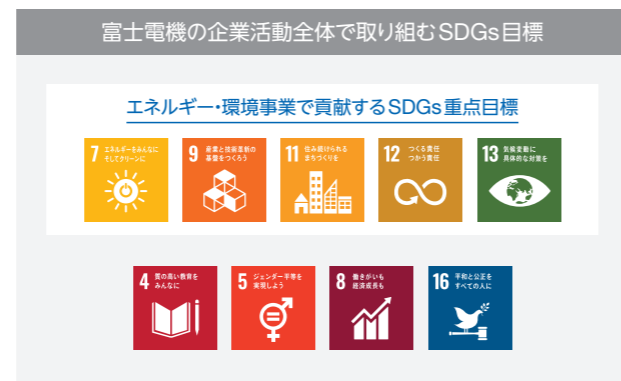 富士電機の企業活動全体で取り組むSDGs目標
エネルギー・環境事業で貢献するSDGs重点目標
7 エネルギーをみんなに
そしてクリーンに
9 産業と技術革新の
基盤をつくろう
11 住み続けられる
まちづくりを
12 つくる責任
つかう責任
13 気候変動に
具体的な対策を
4 質の高い教育を
みんなに
5 ジェンダー平等を
実現しよう
8 働きがいも
経済成長も
16 平和と公正を
すべての人に